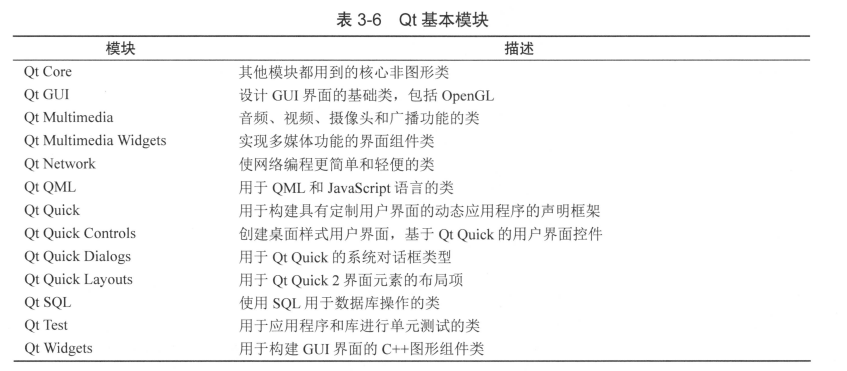 表 3-6 Qt 基本模块
模块 描述
Qt Core 其他模块都用到的核心非图形类
Qt GUI 设计 GUI 界面的基础类，包括 OpenGL
Qt Multimedia 音频、视频、摄像头和广播功能的类
Qt Multimedia Widgets 实现多媒体功能的界面组件类
Qt Network 使网络编程更简单和轻便的类
Qt QML 用于 QML 和 JavaScript 语言的类
Qt Quick 用于构建具有定制用户界面的动态应用程序的声明框架
Qt Quick Controls 创建桌面样式用户界面，基于 Qt Quick 的用户界面控件
Qt Quick Dialogs 用于 Qt Quick 的系统对话框类型
Qt Quick Layouts 用于 Qt Quick 2 界面元素的布局项
Qt SQL 使用 SQL 用于数据库操作的类
Qt Test 用于应用程序和库进行单元测试的类
Qt Widgets 用于构建 GUI 界面的 C++图形组件类